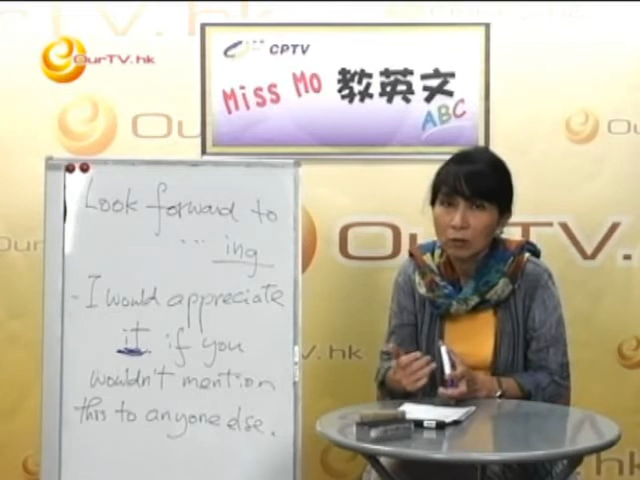 OurTV.hk
CPTV
Miss Mo 教英文
ABC
Look forward to
... ing
- I would appreciate
it. if you
wouldn't mention
this to anyone else.
OurTV.hk